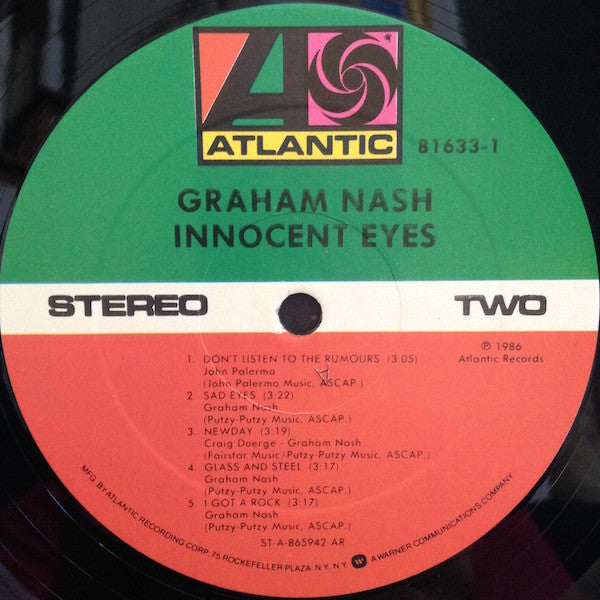 ATLANTIC
81633-1
GRAHAM NASH
INNOCENT EYES
STEREO
TWO
℗ 1986
Atlantic Records
1. DON'T LISTEN TO THE RUMOURS (3:05)
John Palermo
(John Palermo Music, ASCAP.)
2. SAD EYES (3:22)
Graham Nash
(Putzy-Putzy Music, ASCAP.)
3. NEWDAY (3:19)
Craig Doerge - Graham Nash
(Fairstar Music/Putzy-Putzy Music, ASCAP.)
4. GLASS AND STEEL (3:17)
Graham Nash
(Putzy-Putzy Music, ASCAP.)
5. I GOT A ROCK (3:17)
Graham Nash
(Putzy-Putzy Music, ASCAP.)
ST-A-865942-AR
MFG. BY ATLANTIC RECORDING CORP. 75 ROCKEFELLER PLAZA, N.Y. N.Y. A WARNER COMMUNICATIONS COMPANY